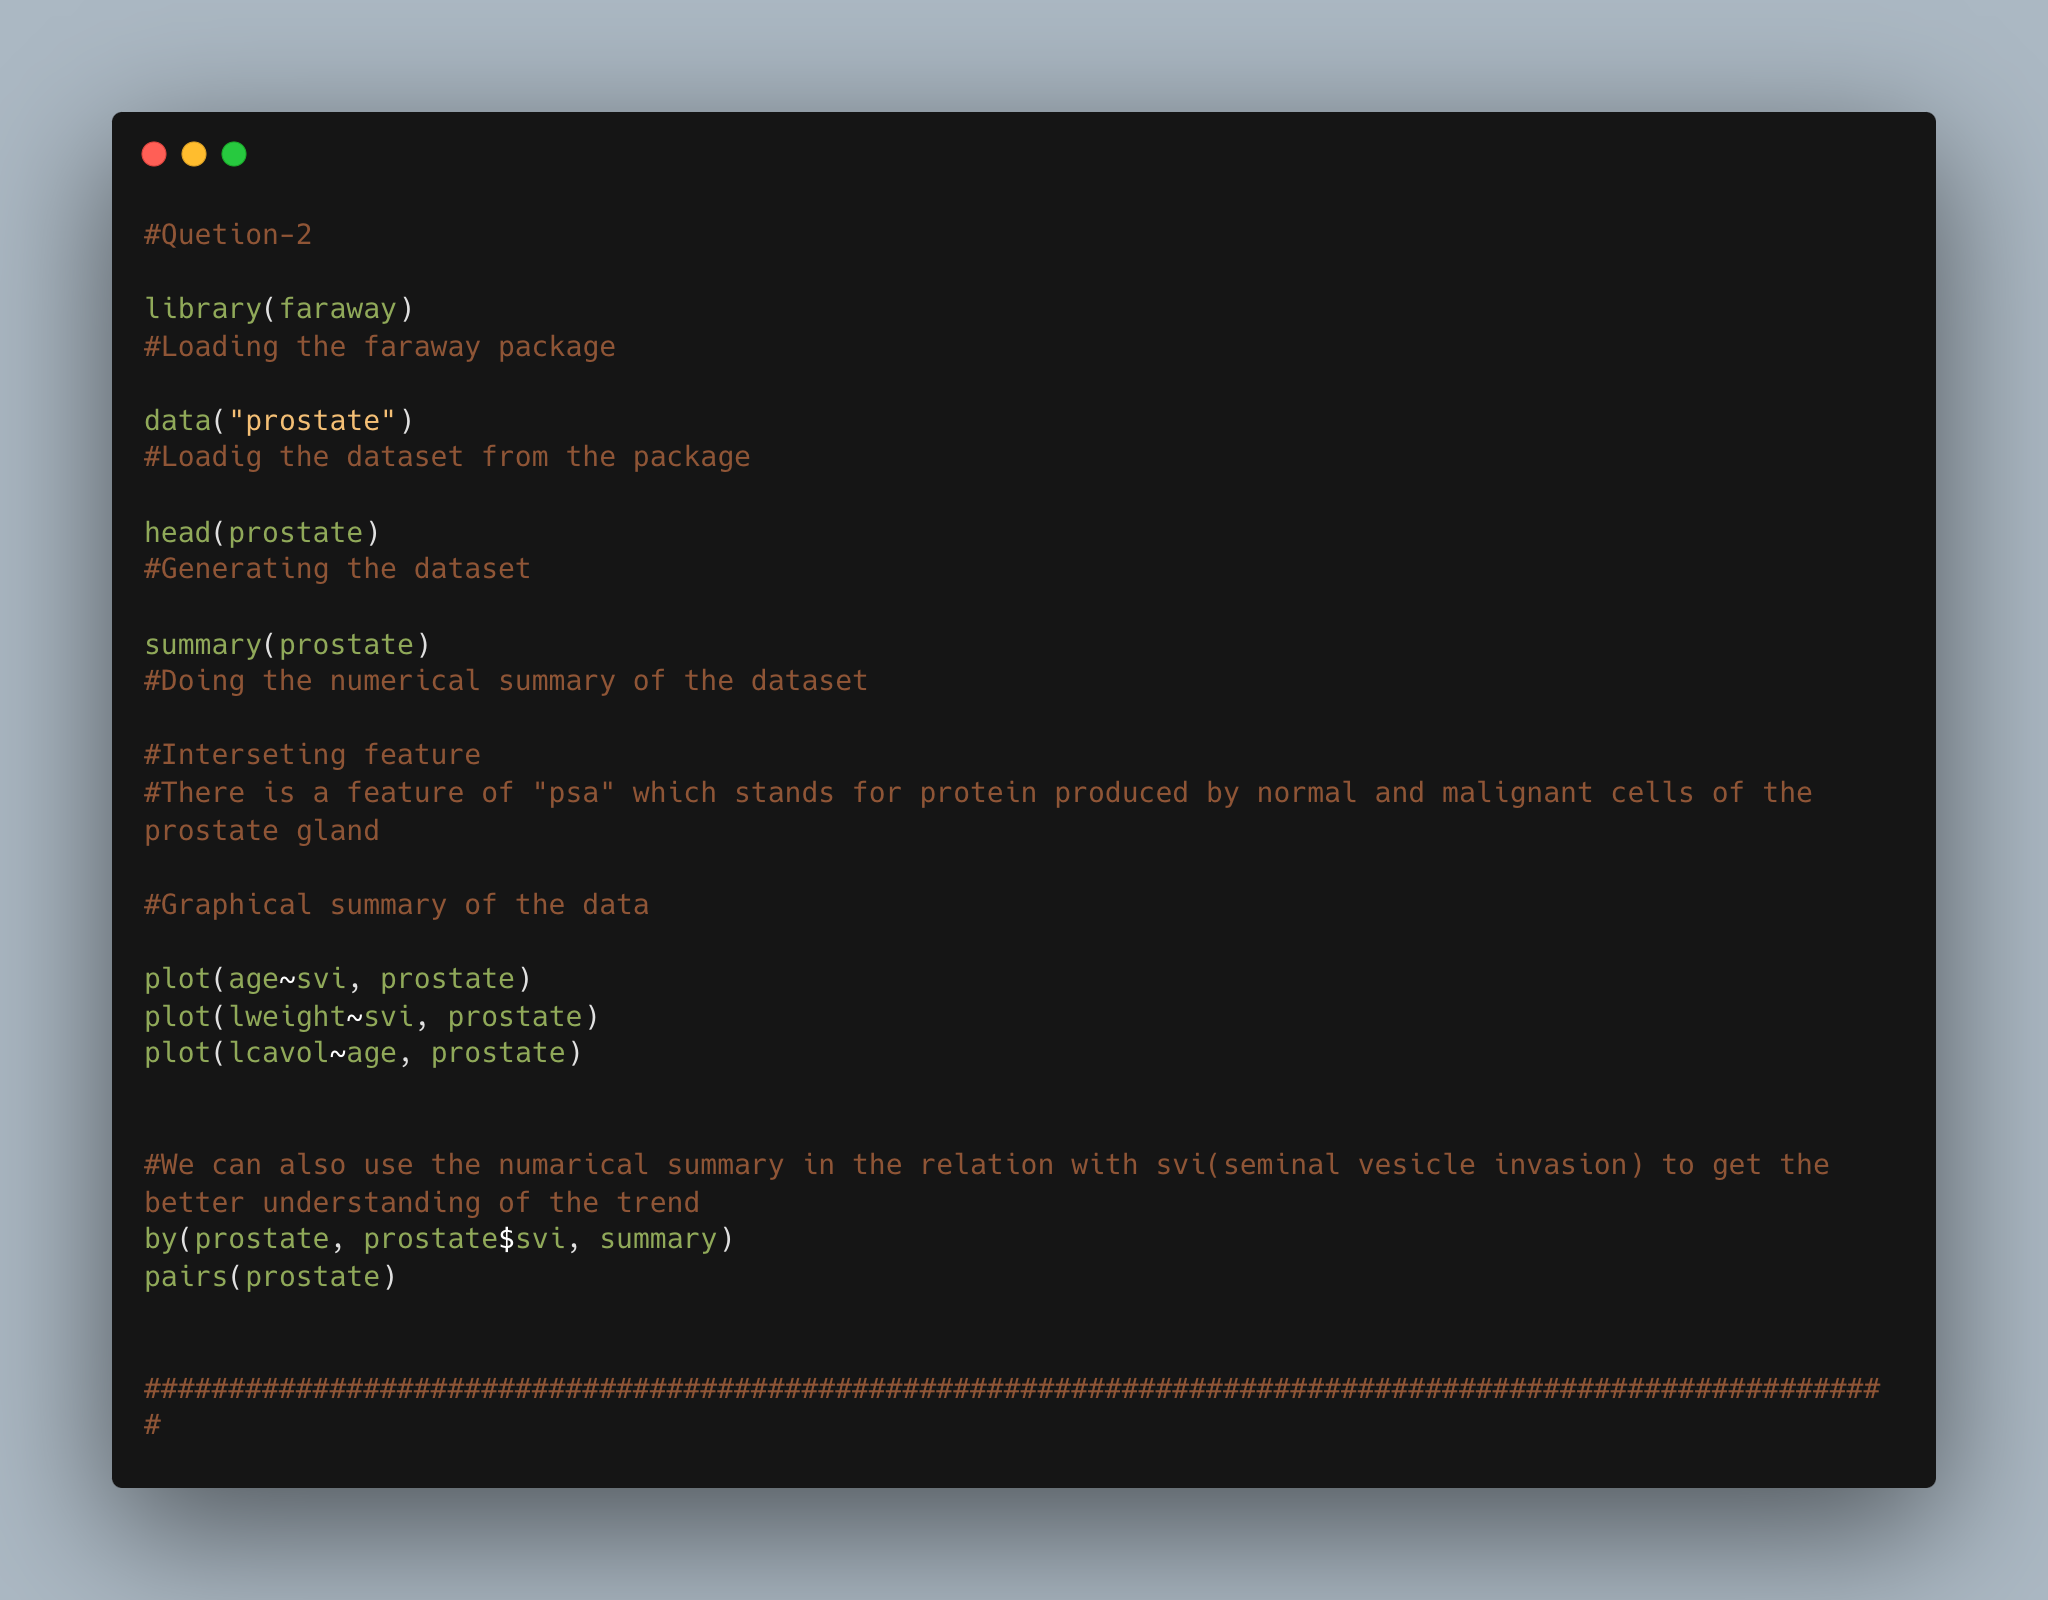 #Quetion-2
library(faraway)
#Loading the faraway package
data("prostate")
#Loadig the dataset from the package
head(prostate)
#Generating the dataset
summary(prostate)
#Doing the numerical summary of the dataset
#Interseting feature
#There is a feature of "psa" which stands for protein produced by normal and malignant cells of the
prostate gland
#Graphical summary of the data
plot(age~svi, prostate)
plot(lweight~svi, prostate)
plot(lcavol~age, prostate)
#We can also use the numarical summary in the relation with svi(seminal vesicle invasion) to get the
better understanding of the trend
by(prostate, prostate$svi, summary)
pairs(prostate)
#######################################################################################################
#